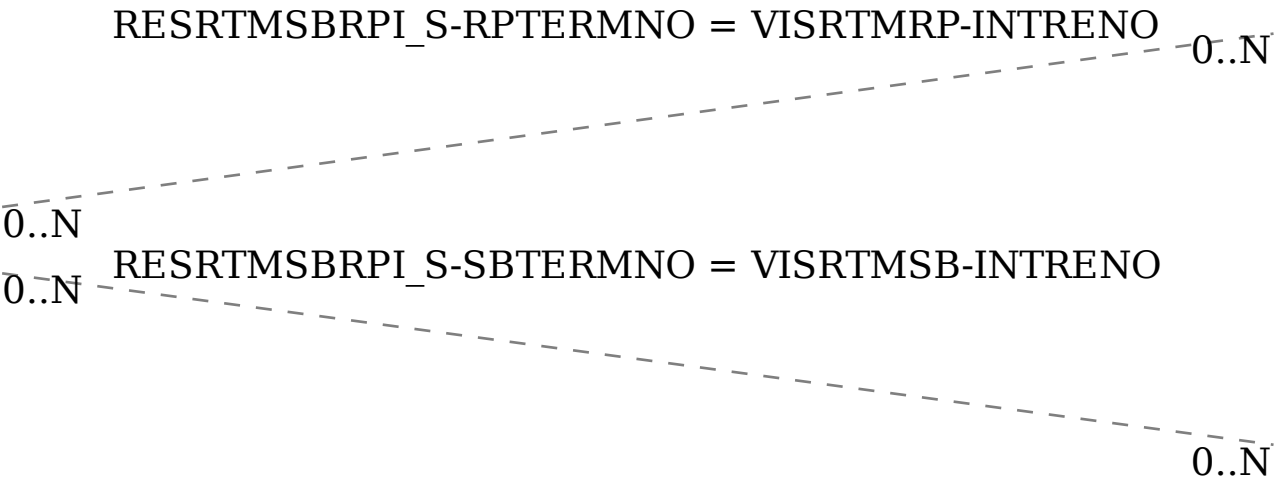 RESRTMSBRPI_S-RPTERMNO = VISRTMRP-INTRENO
0..N
0..N
RESRTMSBRPI_S-SBTERMNO = VISRTMSB-INTRENO
0..N
0..N